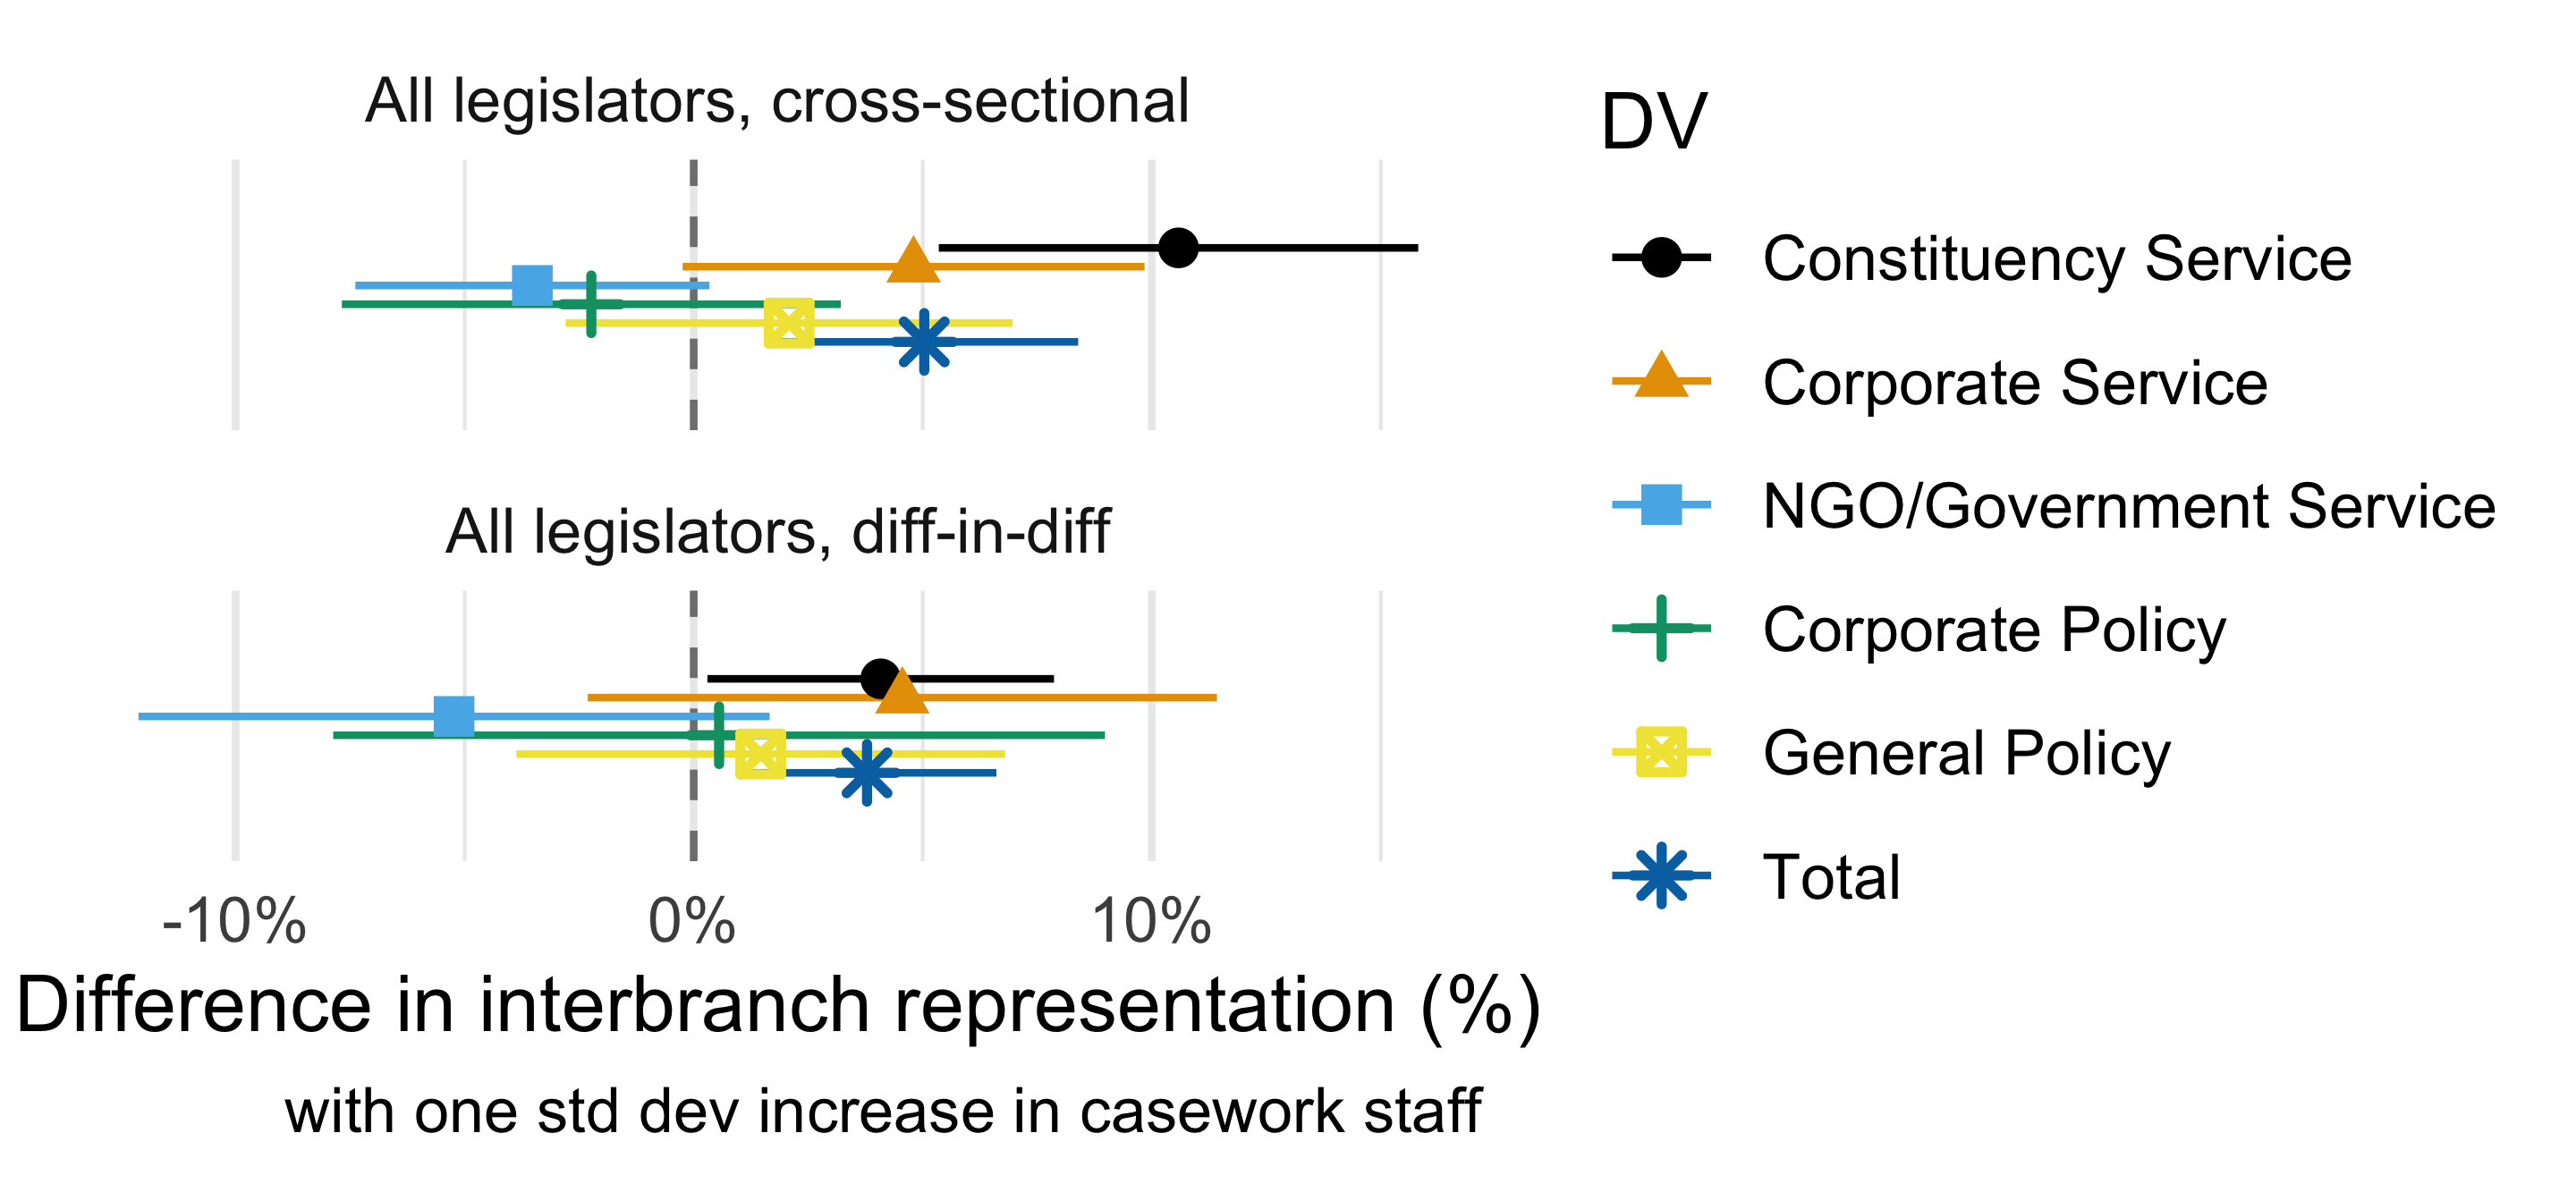 All legislators, cross-sectional
All legislators, diff-in-diff
-10%
0%
10%
Difference in interbranch representation (%)
with one std dev increase in casework staff
DV
Constituency Service
Corporate Service
NGO/Government Service
Corporate Policy
General Policy
Total